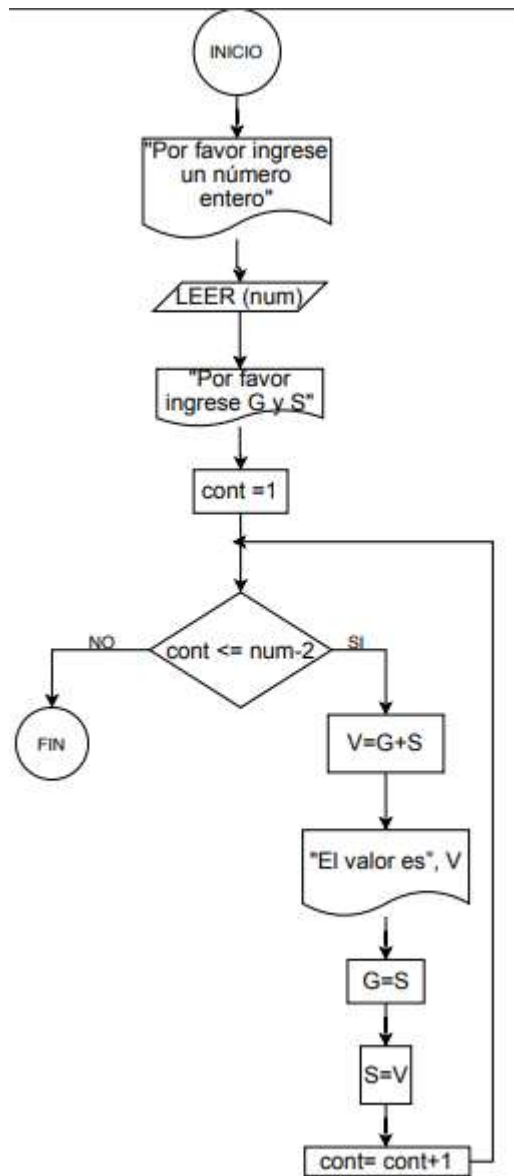 INICIO
"Por favor ingrese
un número
entero"
LEER (num)
"Por favor
ingrese G y S"
cont =1
NO
cont <= num-2
SI
FIN
V=G+S
"El valor es", V
G=S
S=V
cont= cont+1